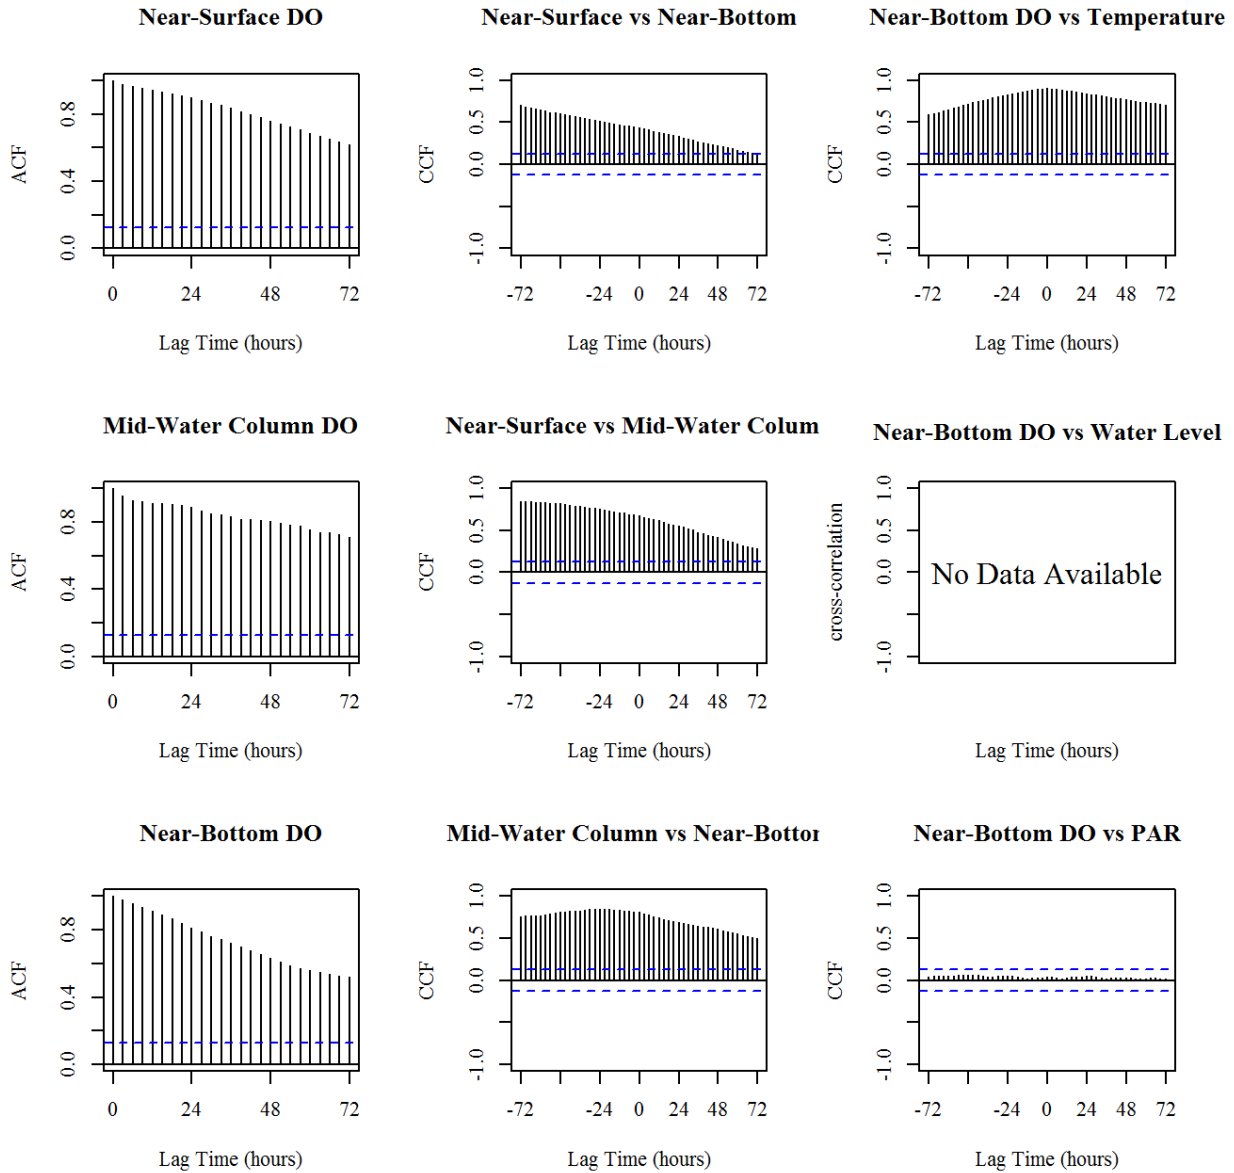 Near-Surface DO
ACF
0.0 0.4 0.8
0 24 48 72
Lag Time (hours)
Near-Surface vs Near-Bottom
CCF
-1.0 0.0 0.5 1.0
-72 -24 0 24 48 72
Lag Time (hours)
Near-Bottom DO vs Temperature
CCF
-1.0 0.0 0.5 1.0
-72 -24 0 24 48 72
Lag Time (hours)
Mid-Water Column DO
ACF
0.0 0.4 0.8
0 24 48 72
Lag Time (hours)
Near-Surface vs Mid-Water Colum
CCF
-1.0 0.0 0.5 1.0
-72 -24 0 24 48 72
Lag Time (hours)
Near-Bottom DO vs Water Level
cross-correlation
-1.0 0.0 0.5 1.0
No Data Available
Lag Time (hours)
Near-Bottom DO
ACF
0.0 0.4 0.8
0 24 48 72
Lag Time (hours)
Mid-Water Column vs Near-Bottor
CCF
-1.0 0.0 0.5 1.0
-72 -24 0 24 48 72
Lag Time (hours)
Near-Bottom DO vs PAR
CCF
-1.0 0.0 0.5 1.0
-72 -24 0 24 48 72
Lag Time (hours)